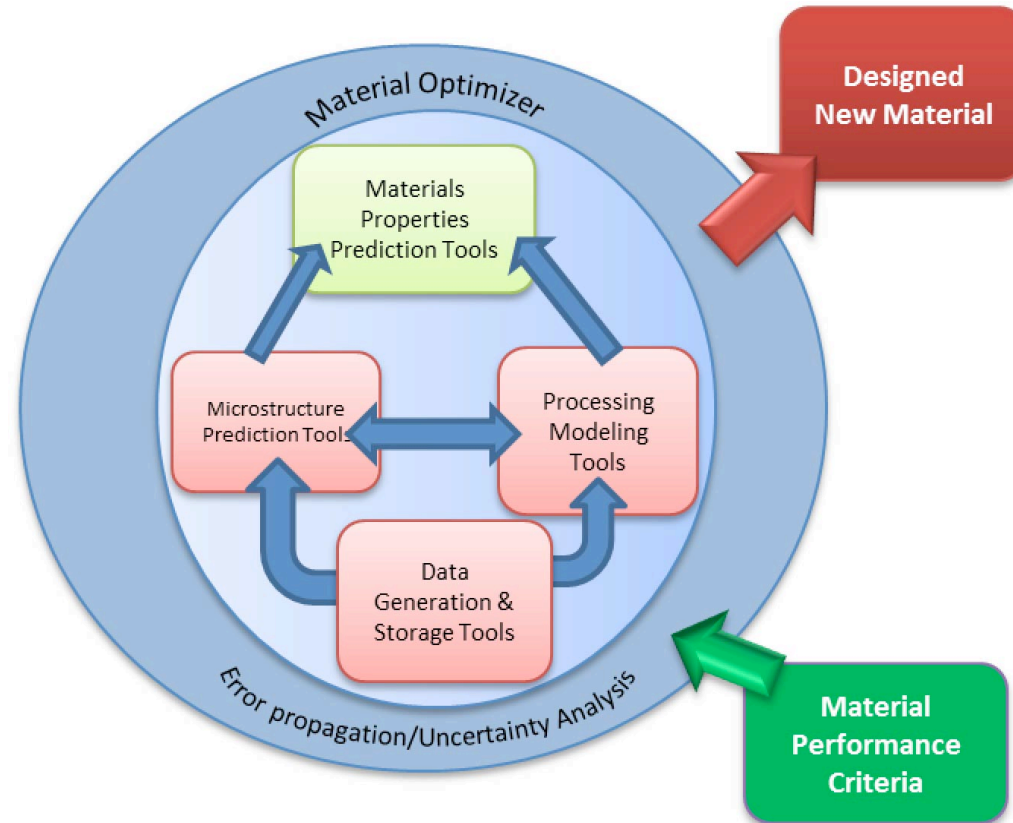 Material Optimizer
Designed
New Material
Materials
Properties
Prediction Tools
Microstructure
Prediction Tools
Processing
Modeling
Tools
Data
Generation &
Storage Tools
Error propagation/Uncertainty Analysis
Material
Performance
Criteria